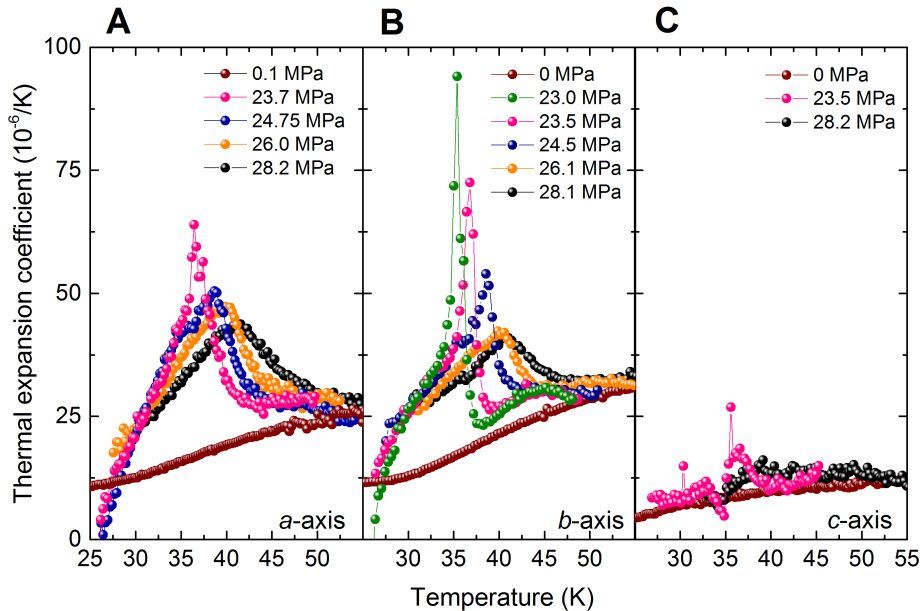 A
B
C
100
75
50
25
0
Thermal expansion coefficient (10⁻⁶/K)
0.1 MPa
23.7 MPa
24.75 MPa
26.0 MPa
28.2 MPa
a-axis
25 30 35 40 45 50 55
0 MPa
23.0 MPa
23.5 MPa
24.5 MPa
26.1 MPa
28.1 MPa
b-axis
30 35 40 45 50
0 MPa
23.5 MPa
28.2 MPa
c-axis
30 35 40 45 50 55
Temperature (K)